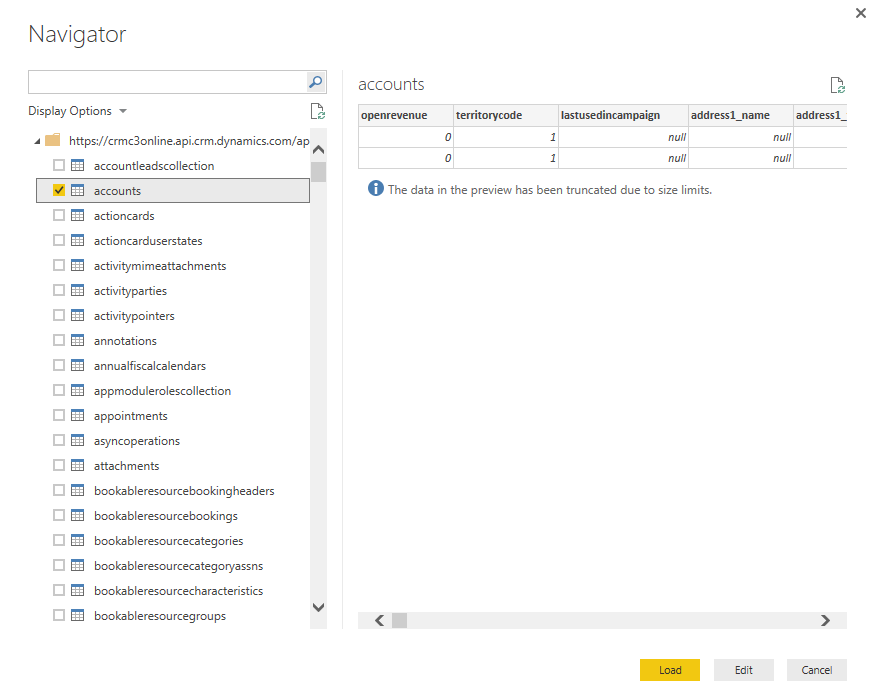 Navigator
Display Options
https://crmc3online.api.crm.dynamics.com/ap
accountleadscollection
accounts
actioncards
actioncarduserstates
activitymimeattachments
activityparties
activitypointers
annotations
annualfiscalcalendars
appmodulerolescollection
appointments
asyncoperations
attachments
bookableresourcebookingheaders
bookableresourcebookings
bookableresourcecategories
bookableresourcecategoryassns
bookableresourcecharacteristics
bookableresourcegroups
accounts
openrevenue territorycode lastusedincampaign address1_name address1_
0 1 null null
0 1 null null
The data in the preview has been truncated due to size limits.
Load Edit Cancel